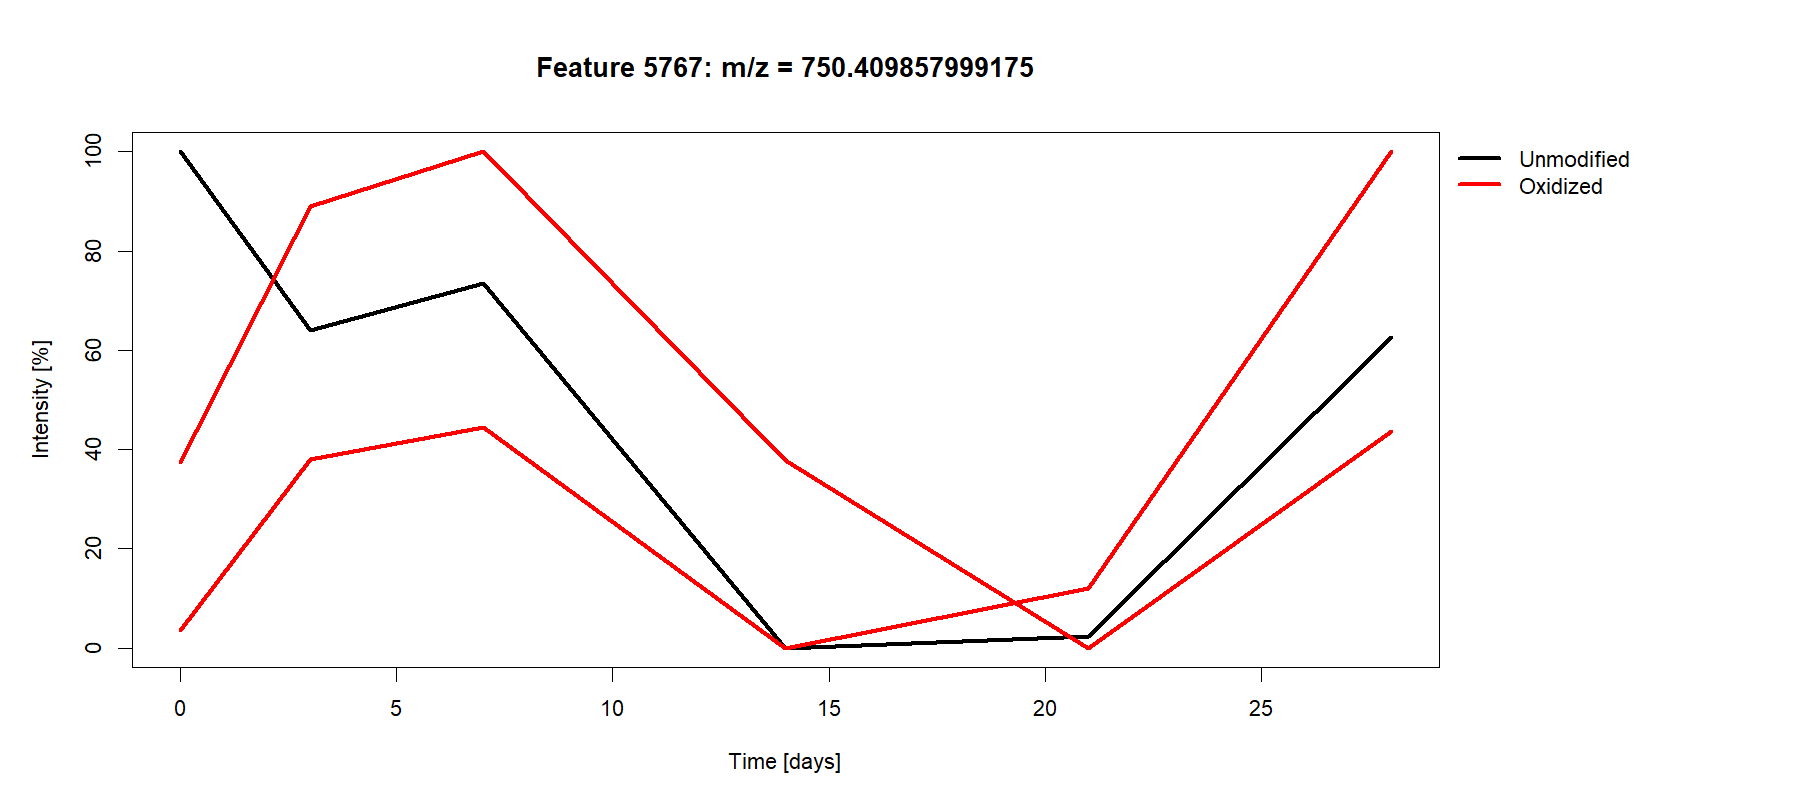 Feature 5767: m/z = 750.409857999175
Unmodified
Oxidized
100
80
60
40
20
0
Intensity [%]
0 5 10 15 20 25
Time [days]